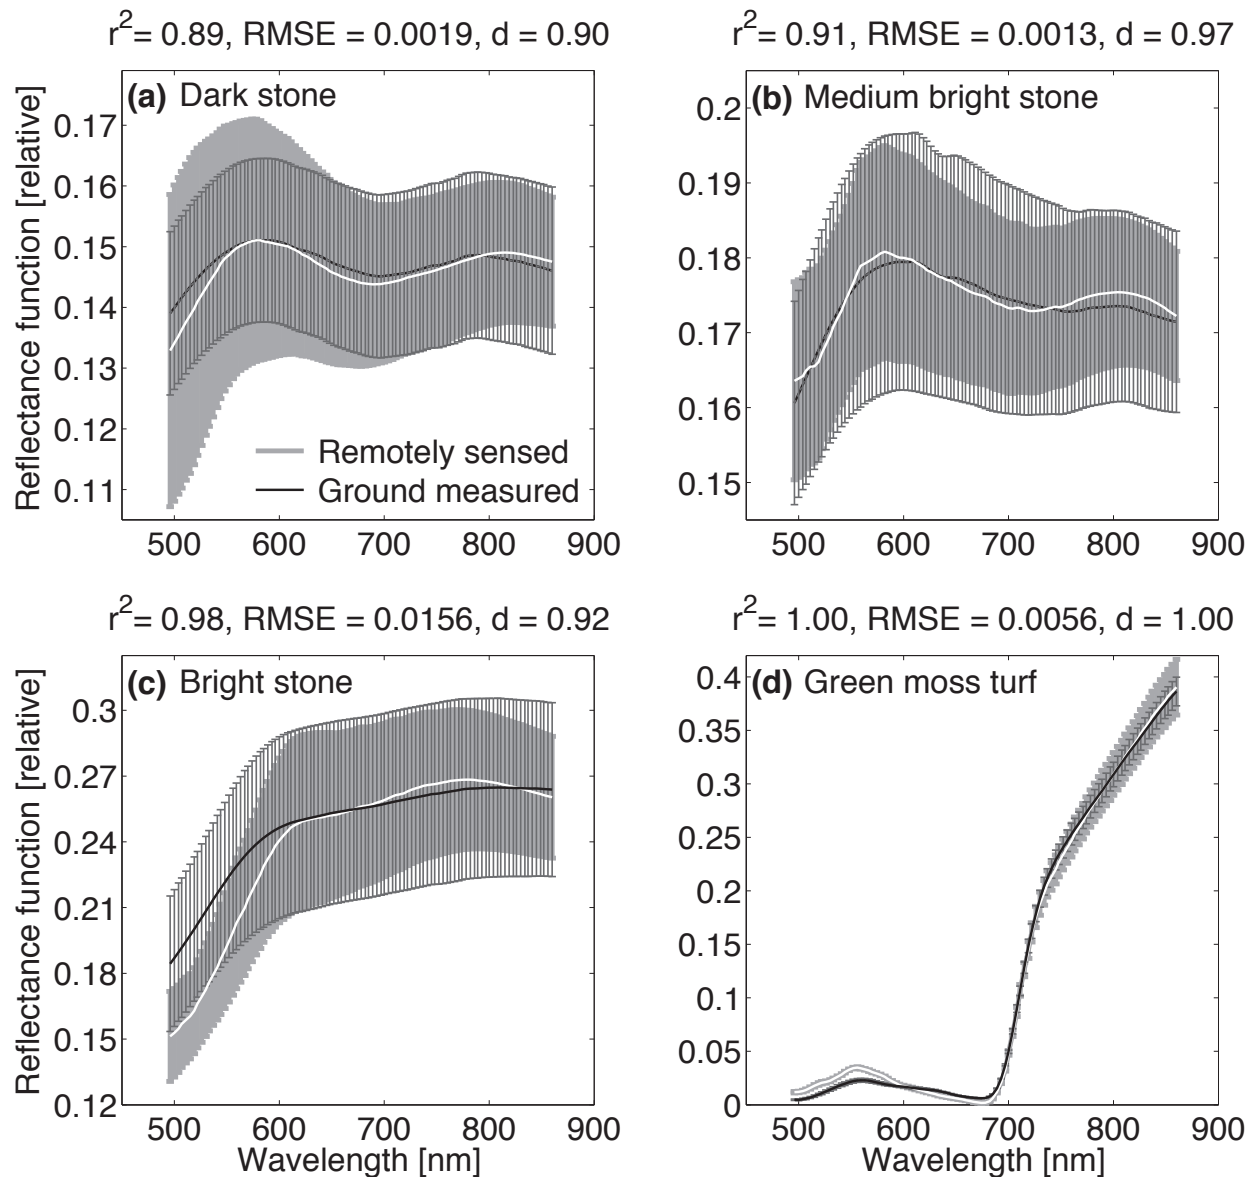 r²= 0.89, RMSE = 0.0019, d = 0.90
(a) Dark stone
Reflectance function [relative]
0.17
0.16
0.15
0.14
0.13
0.12
0.11
Remotely sensed
Ground measured
500 600 700 800 900
r²= 0.91, RMSE = 0.0013, d = 0.97
(b) Medium bright stone
0.2
0.19
0.18
0.17
0.16
0.15
500 600 700 800 900
r²= 0.98, RMSE = 0.0156, d = 0.92
(c) Bright stone
Reflectance function [relative]
0.3
0.27
0.24
0.21
0.18
0.15
0.12
500 600 700 800 900
Wavelength [nm]
r²= 1.00, RMSE = 0.0056, d = 1.00
(d) Green moss turf
0.4
0.35
0.3
0.25
0.2
0.15
0.1
0.05
0
500 600 700 800 900
Wavelength [nm]